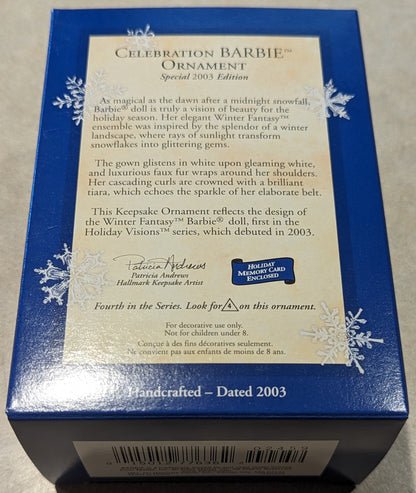 CELEBRATION BARBIE™
ORNAMENT
Special 2003 Edition
As magical as the dawn after a midnight snowfall,
Barbie® doll is truly a vision of beauty for the
holiday season. Her elegant Winter Fantasy™
ensemble was inspired by the splendor of a winter
landscape, where rays of sunlight transform
snowflakes into glittering gems.
The gown glistens in white upon gleaming white,
and luxurious faux fur wraps around her shoulders.
Her cascading curls are crowned with a brilliant
tiara, which echoes the sparkle of her elaborate belt.
This Keepsake Ornament reflects the design of
the Winter Fantasy™ Barbie® doll, first in the
Holiday Visions™ series, which debuted in 2003.
Patricia Andrews
Patricia Andrews
Hallmark Keepsake Artist
HOLIDAY
MEMORY CARD
ENCLOSED
Fourth in the Series. Look for 4 on this ornament.
For decorative use only.
Not for children under 8.
Conçue à des fins décoratives seulement.
Ne convient pas aux enfants de moins de 8 ans.
Handcrafted – Dated 2003